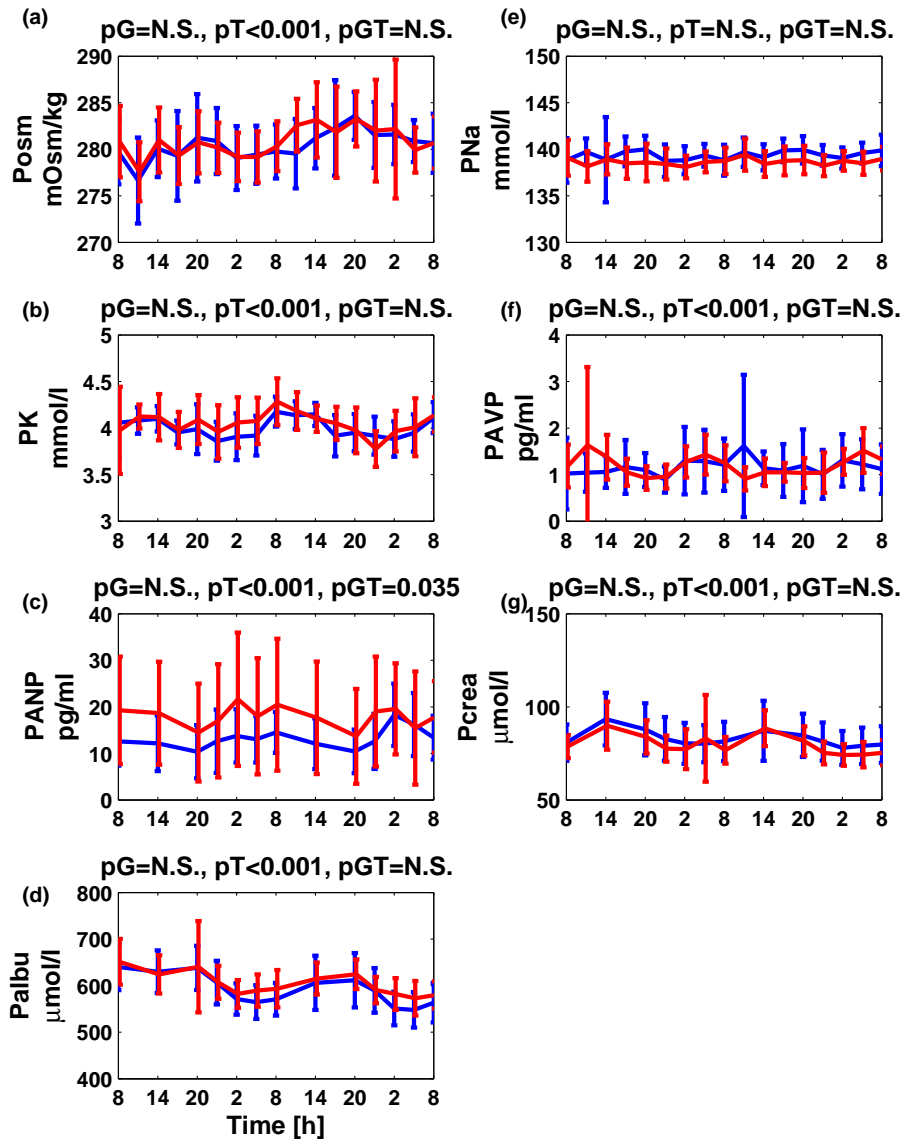 (a)
pG=N.S., pT<0.001, pGT=N.S.
290
285
280
275
270
Posm
mOsm/kg
8 14 20 2 8 14 20 2 8
(e)
pG=N.S., pT=N.S., pGT=N.S.
150
145
140
135
130
PNa
mmol/l
8 14 20 2 8 14 20 2 8
(b)
pG=N.S., pT<0.001, pGT=N.S.
5
4.5
4
3.5
3
PK
mmol/l
8 14 20 2 8 14 20 2 8
(f)
pG=N.S., pT<0.001, pGT=N.S.
4
3
2
1
0
PAVP
pg/ml
8 14 20 2 8 14 20 2 8
(c)
pG=N.S., pT<0.001, pGT=0.035
40
30
20
10
0
PANP
pg/ml
8 14 20 2 8 14 20 2 8
(g)
pG=N.S., pT<0.001, pGT=N.S.
150
100
50
Pcrea
μmol/l
8 14 20 2 8 14 20 2 8
(d)
pG=N.S., pT<0.001, pGT=N.S.
800
700
600
500
400
Palbu
μmol/l
8 14 20 2 8 14 20 2 8
Time [h]